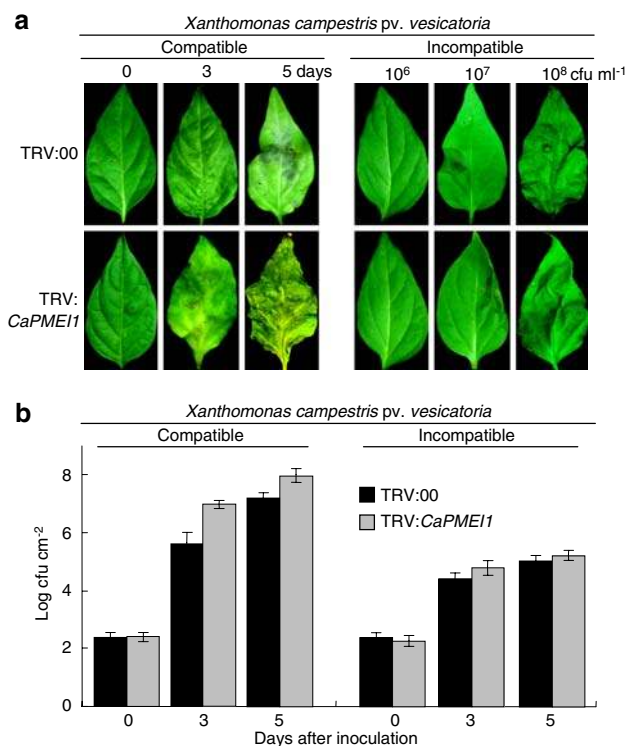 a
Xanthomonas campestris pv. vesicatoria
Compatible Incompatible
0 3 5 days 10⁶ 10⁷ 10⁸ cfu ml⁻¹
TRV:00
TRV:
CaPMEI1
b
Xanthomonas campestris pv. vesicatoria
Compatible Incompatible
8
6
4
2
0
Log cfu cm⁻²
TRV:00
TRV:CaPMEI1
0 3 5 0 3 5
Days after inoculation